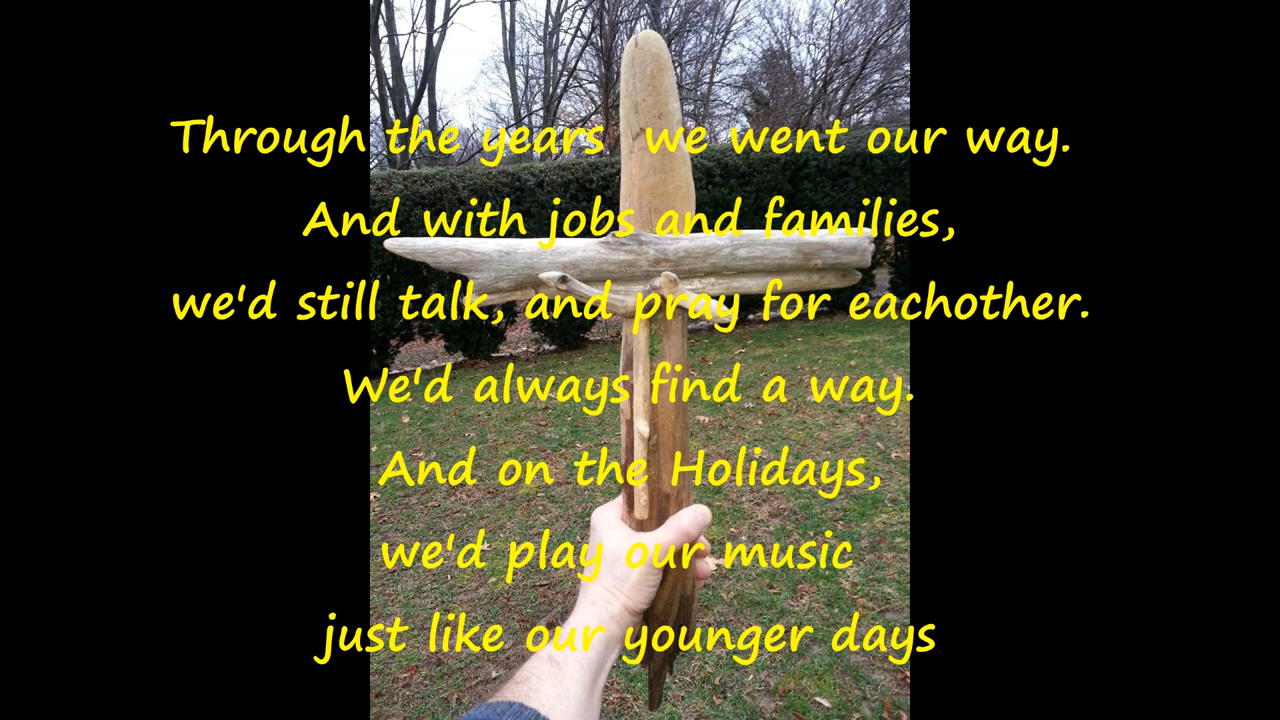 Through the years  we went our way.
And with jobs and families,
we'd still talk, and pray for eachother.
We'd always find a way.
And on the Holidays,
we'd play our music
just like our younger days